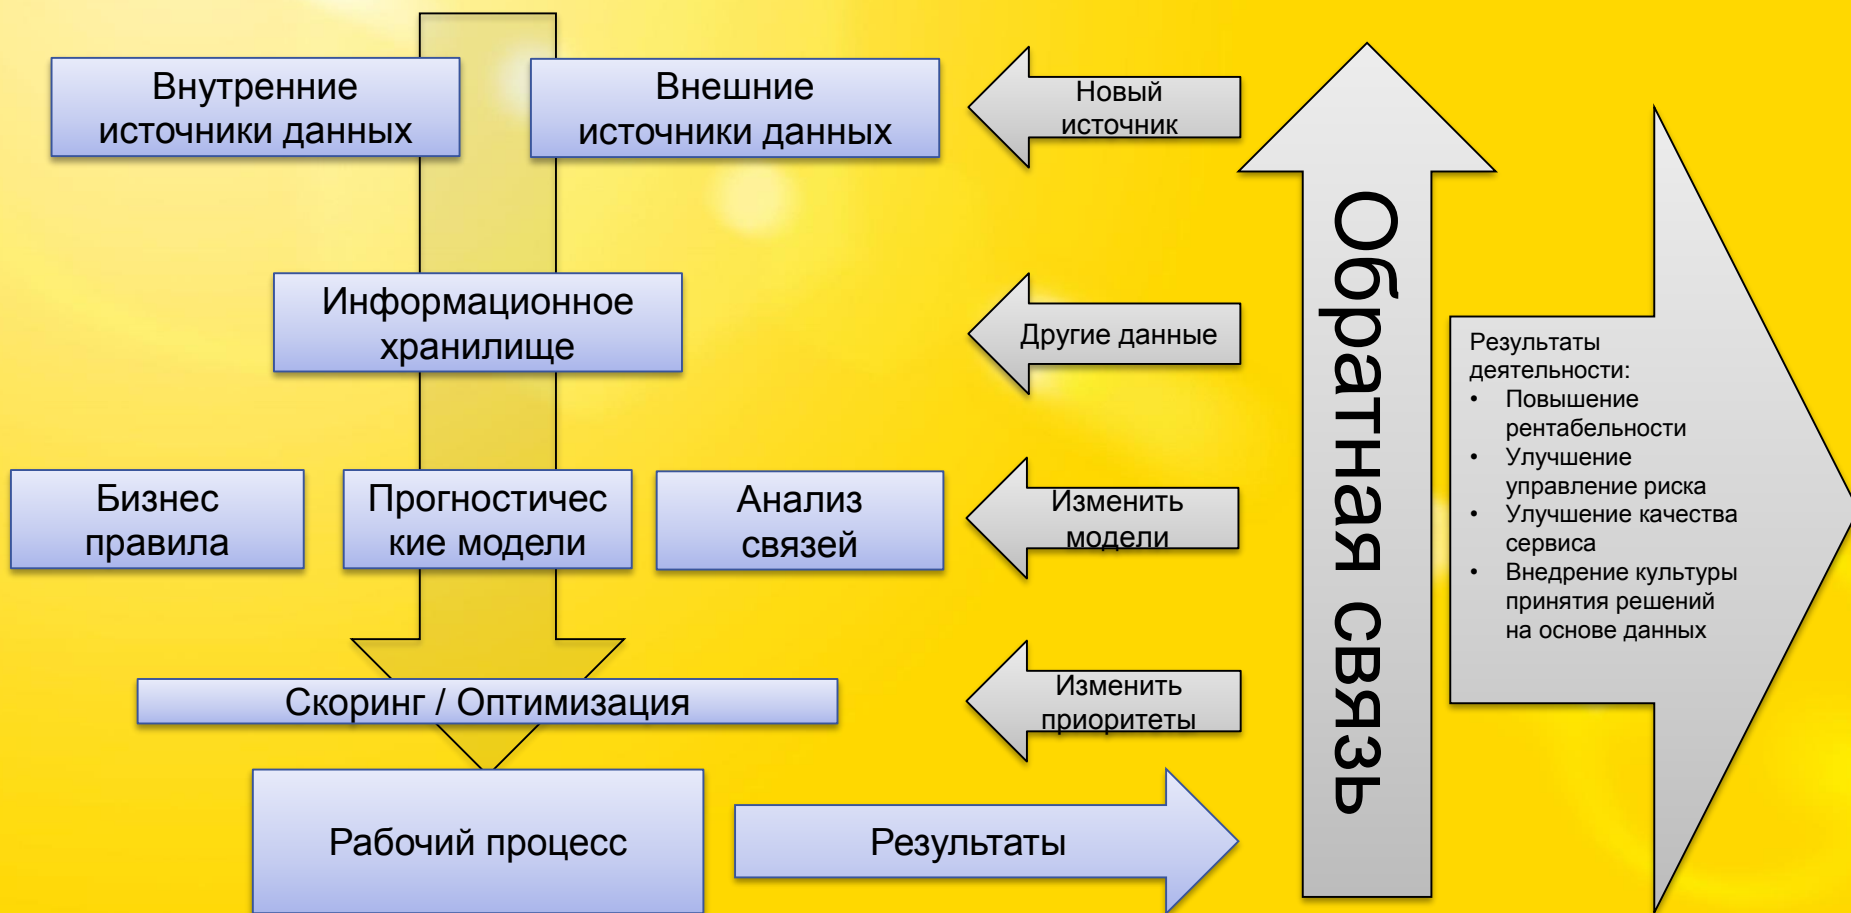 Внутренние
источники данных
Внешние
источники данных
Новый
источник
Информационное
хранилище
Другие данные
Бизнес
правила
Прогностичес
кие модели
Анализ
связей
Изменить
модели
Скоринг / Оптимизация
Изменить
приоритеты
Рабочий процесс
Результаты
Обратная связь
Результаты
деятельности:
• Повышение
рентабельности
• Улучшение
управление риска
• Улучшение качества
сервиса
• Внедрение культуры
принятия решений
на основе данных